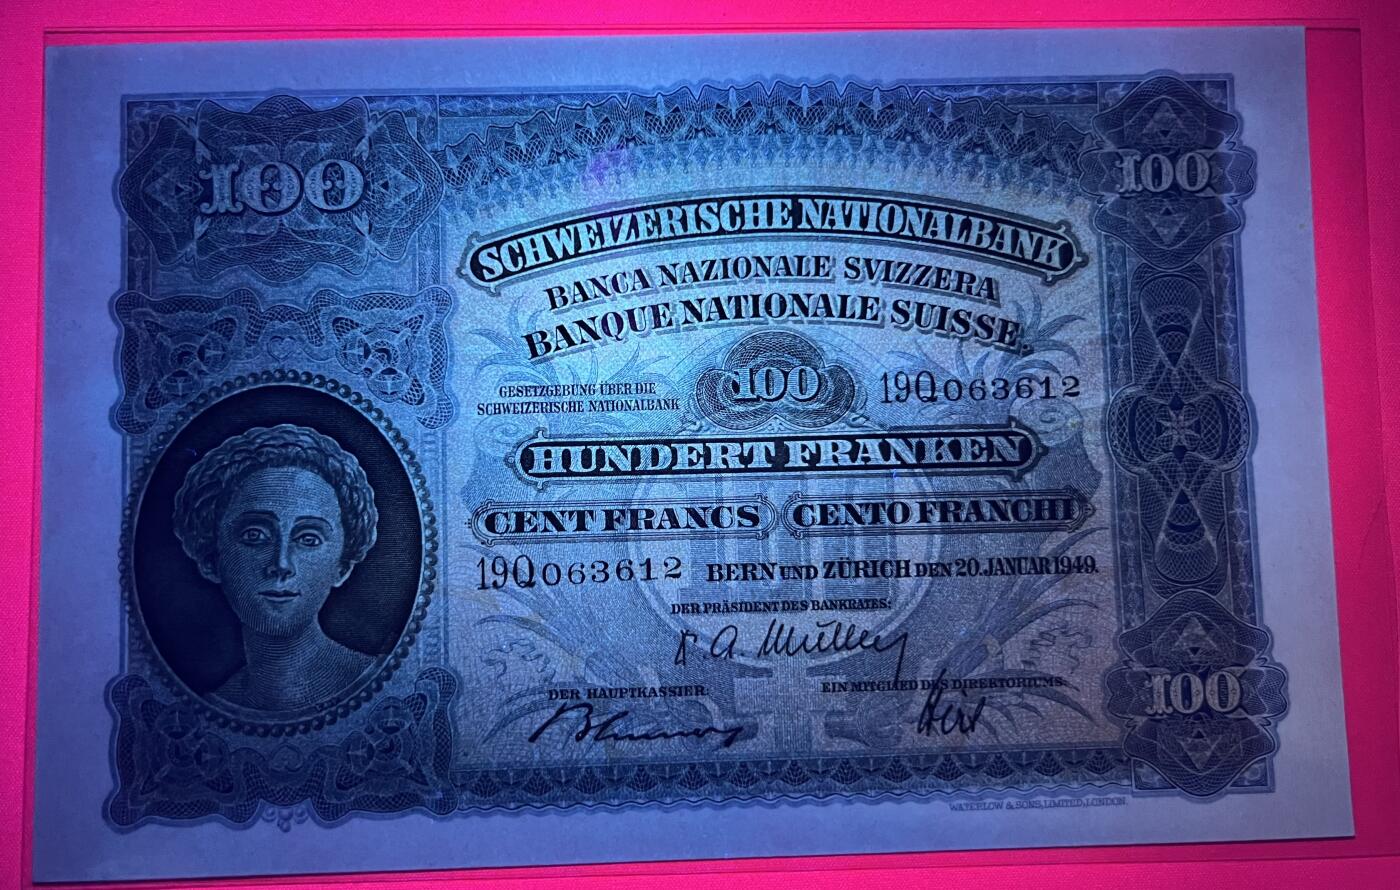 100
100
SCHWEIZERISCHE NATIONALBANK
BANCA NAZIONALE SVIZZERA
BANQUE NATIONALE SUISSE.
GESETZGEBUNG ÜBER DIE
SCHWEIZERISCHE NATIONALBANK
100
19Q063612
HUNDERT FRANKEN
CENT FRANCS
CENTO FRANCHI
19Q063612
BERN UND ZÜRICH DEN 20. JANUAR 1949.
DER PRÄSIDENT DES BANKRATES:
A. Müller
DER HAUPTKASSIER:
EIN MITGLIED DES DIREKTORIUMS:
100
WATERLOW & SONS, LIMITED, LONDON.